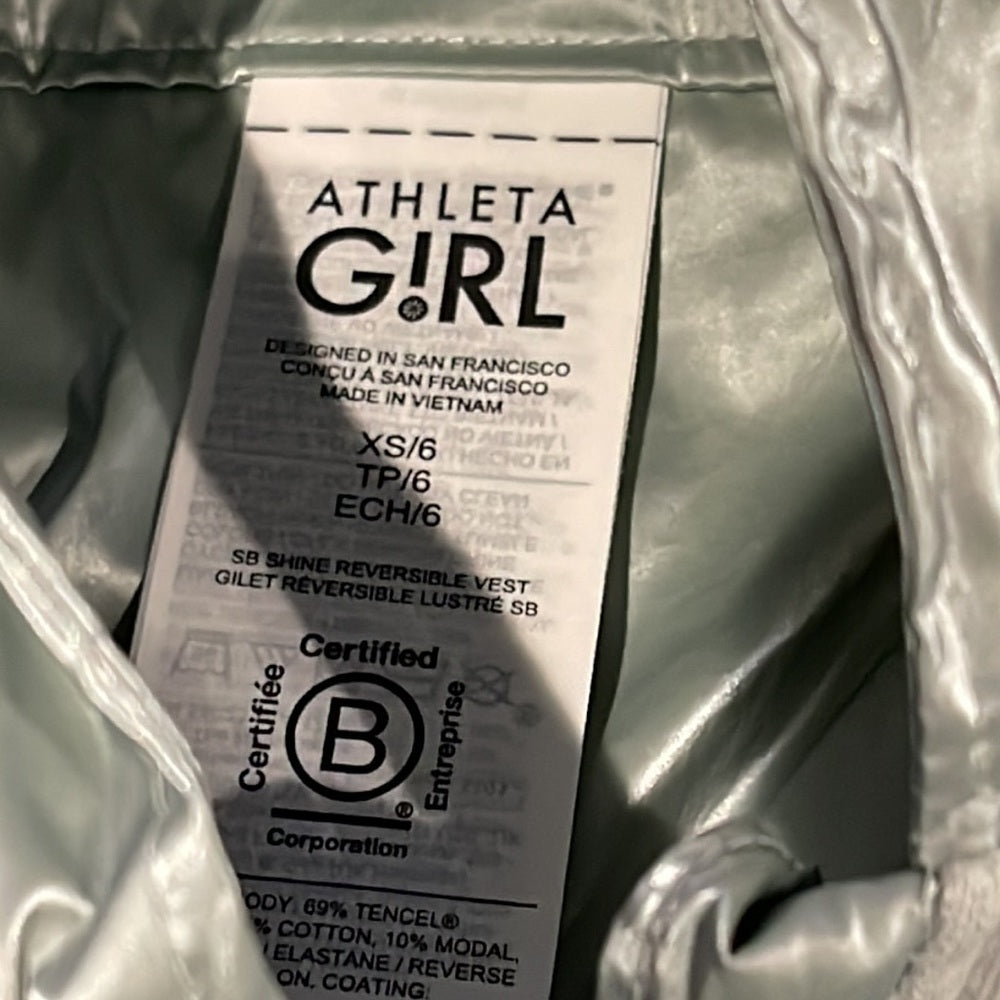 ATHLETA
G!RL
DESIGNED IN SAN FRANCISCO
CONÇU À SAN FRANCISCO
MADE IN VIETNAM
XS/6
TP/6
ECH/6
SB SHINE REVERSIBLE VEST
GILET RÉVERSIBLE LUSTRÉ SB
Certified
Certifiée
B
Entreprise
®
Corporation
ODY, 69% TENCEL®
% COTTON, 10% MODAL,
ELASTANE / REVERSE
ON, COATING: